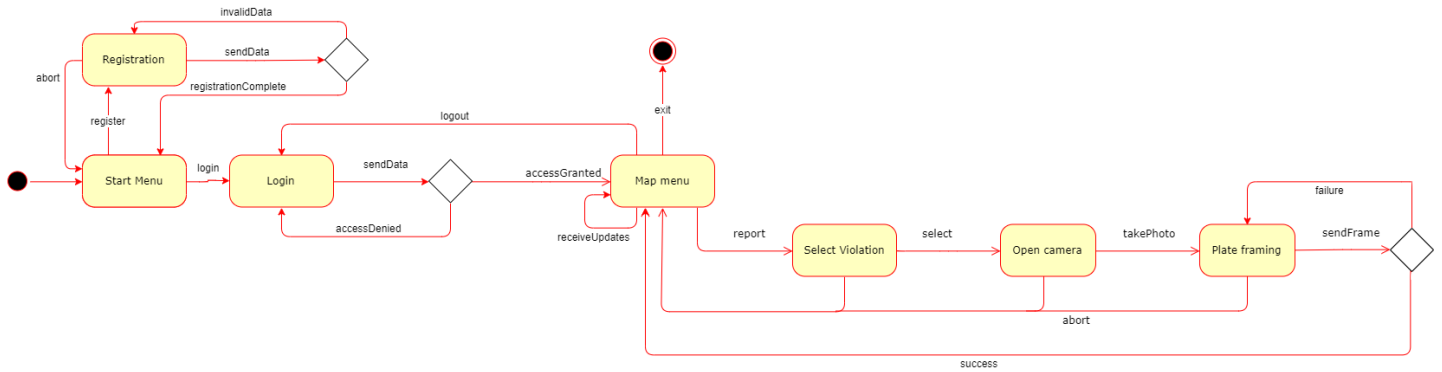 invalidData
Registration
sendData
abort
registrationComplete
register
exit
logout
Start Menu
login
Login
sendData
accessGranted
Map menu
failure
accessDenied
receiveUpdates
report
select
takePhoto
sendFrame
Select Violation
Open camera
Plate framing
abort
success